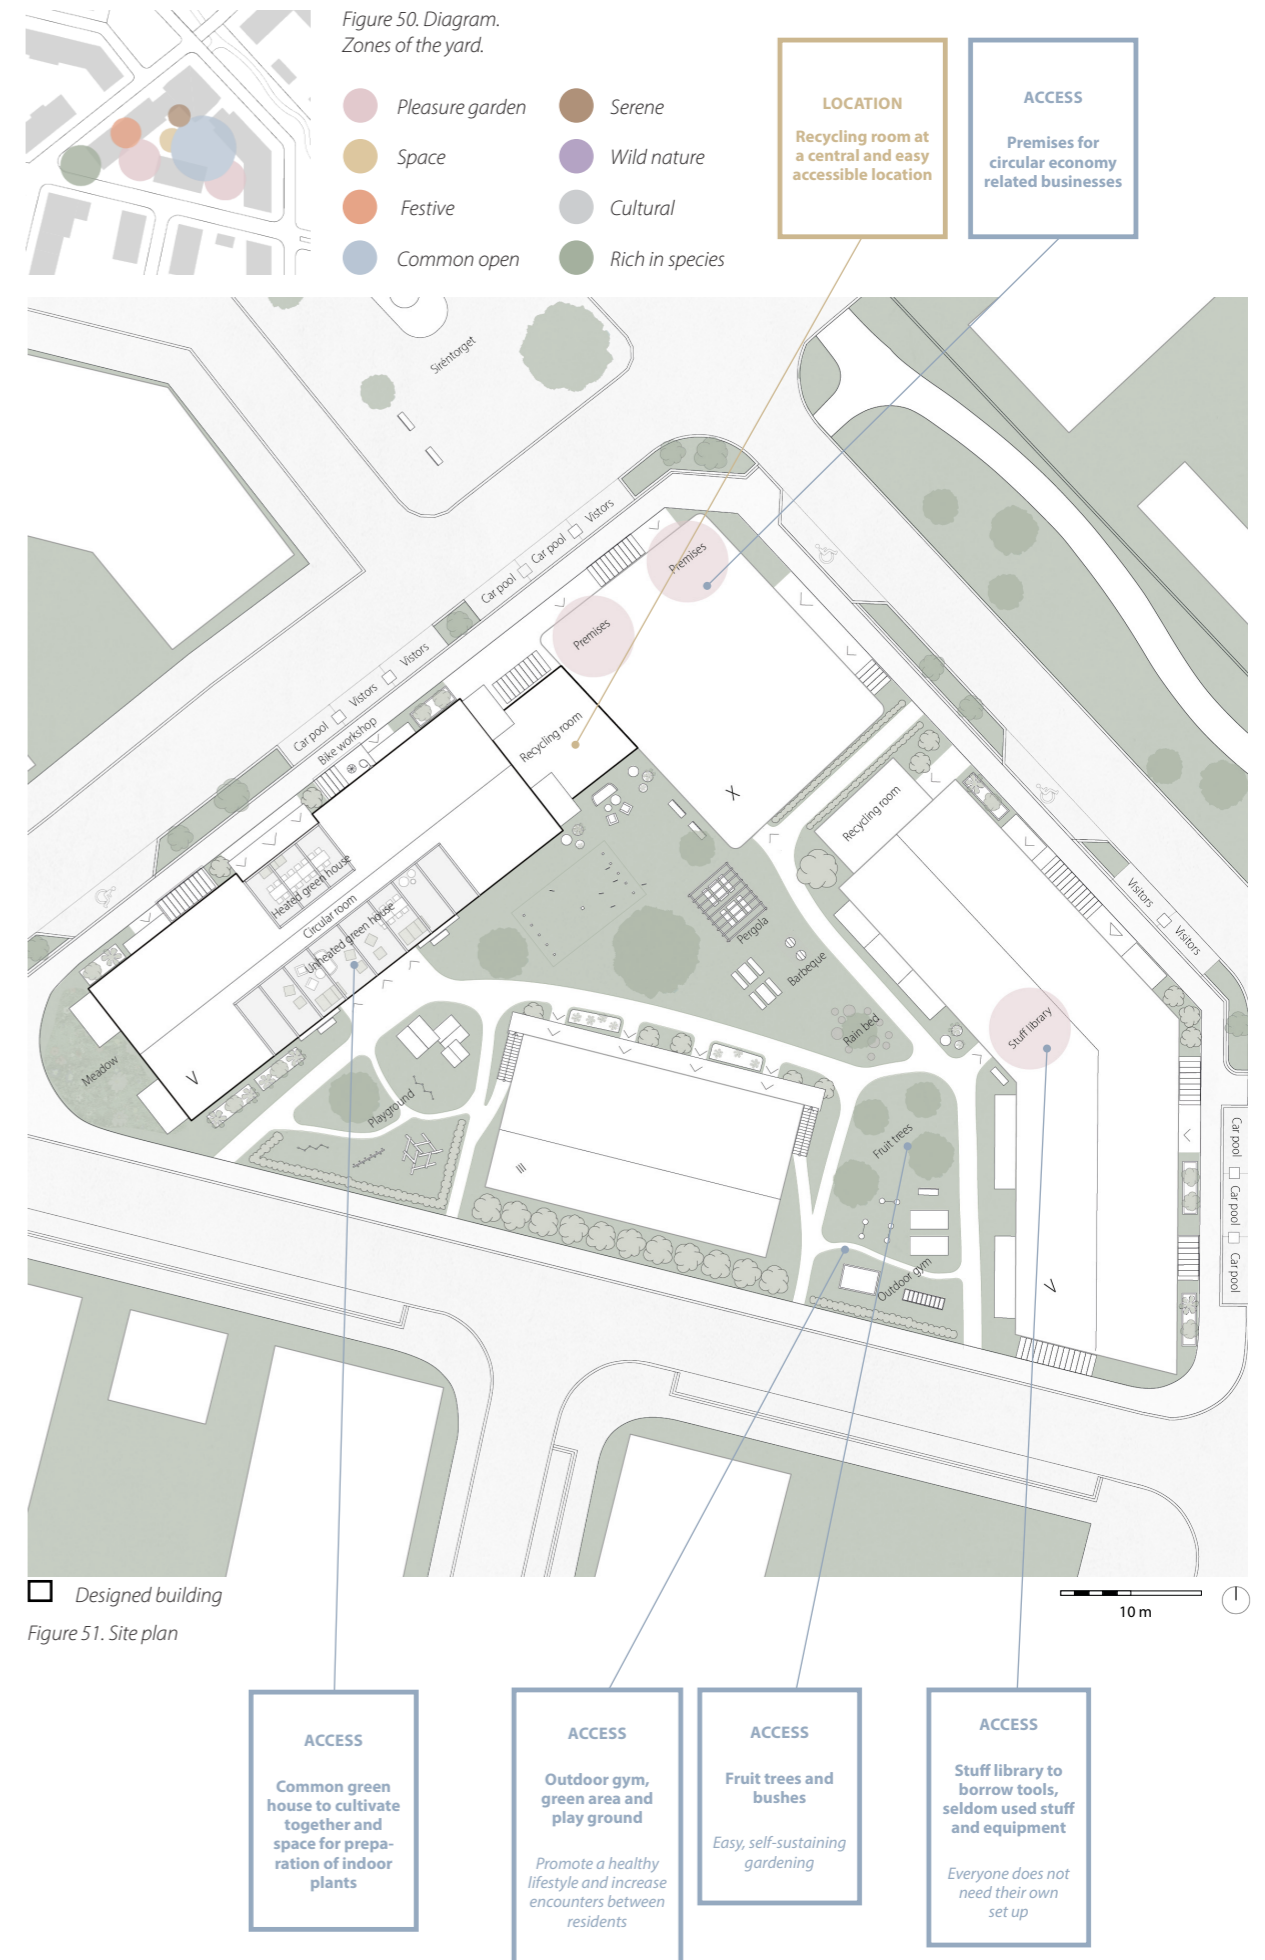 Figure 50. Diagram.
Zones of the yard.
Pleasure garden
Serene
Space
Wild nature
Festive
Cultural
Common open
Rich in species
LOCATION
Recycling room at
a central and easy
accessible location
ACCESS
Premises for
circular economy
related businesses
Siréntorget
Vistors
Car pool
Car pool
Vistors
Vistors
Car pool
Bike workshop
Premises
Premises
Recycling room
X
Recycling room
Heated green house
Circular room
Unheated green house
Pergola
Barbeque
Rain bed
Visitors
Visitors
Stuff library
Meadow
V
Playground
III
Fruit trees
Outdoor gym
V
Car pool
Car pool
Car pool
Designed building
10 m
Figure 51. Site plan
ACCESS
Common green
house to cultivate
together and
space for prepa-
ration of indoor
plants
ACCESS
Outdoor gym,
green area and
play ground
Promote a healthy
lifestyle and increase
encounters between
residents
ACCESS
Fruit trees and
bushes
Easy, self-sustaining
gardening
ACCESS
Stuff library to
borrow tools,
seldom used stuff
and equipment
Everyone does not
need their own
set up